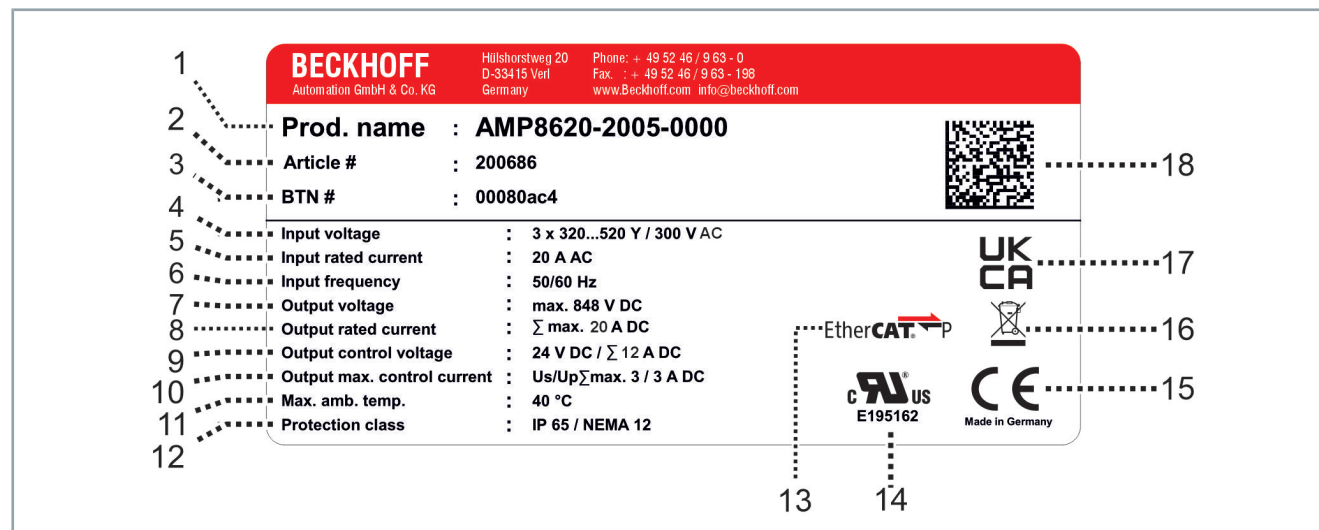 BECKHOFF
Automation GmbH & Co. KG
Hülshorstweg 20
D-33415 Verl
Germany
Phone: + 49 52 46 / 9 63 - 0
Fax. : + 49 52 46 / 9 63 - 198
www.Beckhoff.com info@beckhoff.com
1
Prod. name : AMP8620-2005-0000
2
Article # : 200686
3
BTN # : 00080ac4
18
4
Input voltage : 3 x 320...520 Y / 300 V AC
5
Input rated current : 20 A AC
6
Input frequency : 50/60 Hz
7
Output voltage : max. 848 V DC
8
Output rated current : ∑ max. 20 A DC
9
Output control voltage : 24 V DC / ∑ 12 A DC
10
Output max. control current : Us/Up∑max. 3 / 3 A DC
11
Max. amb. temp. : 40 °C
12
Protection class : IP 65 / NEMA 12
UK
CA
17
EtherCAT® P
16
C RU® US
E195162
CE
Made in Germany
15
13
14